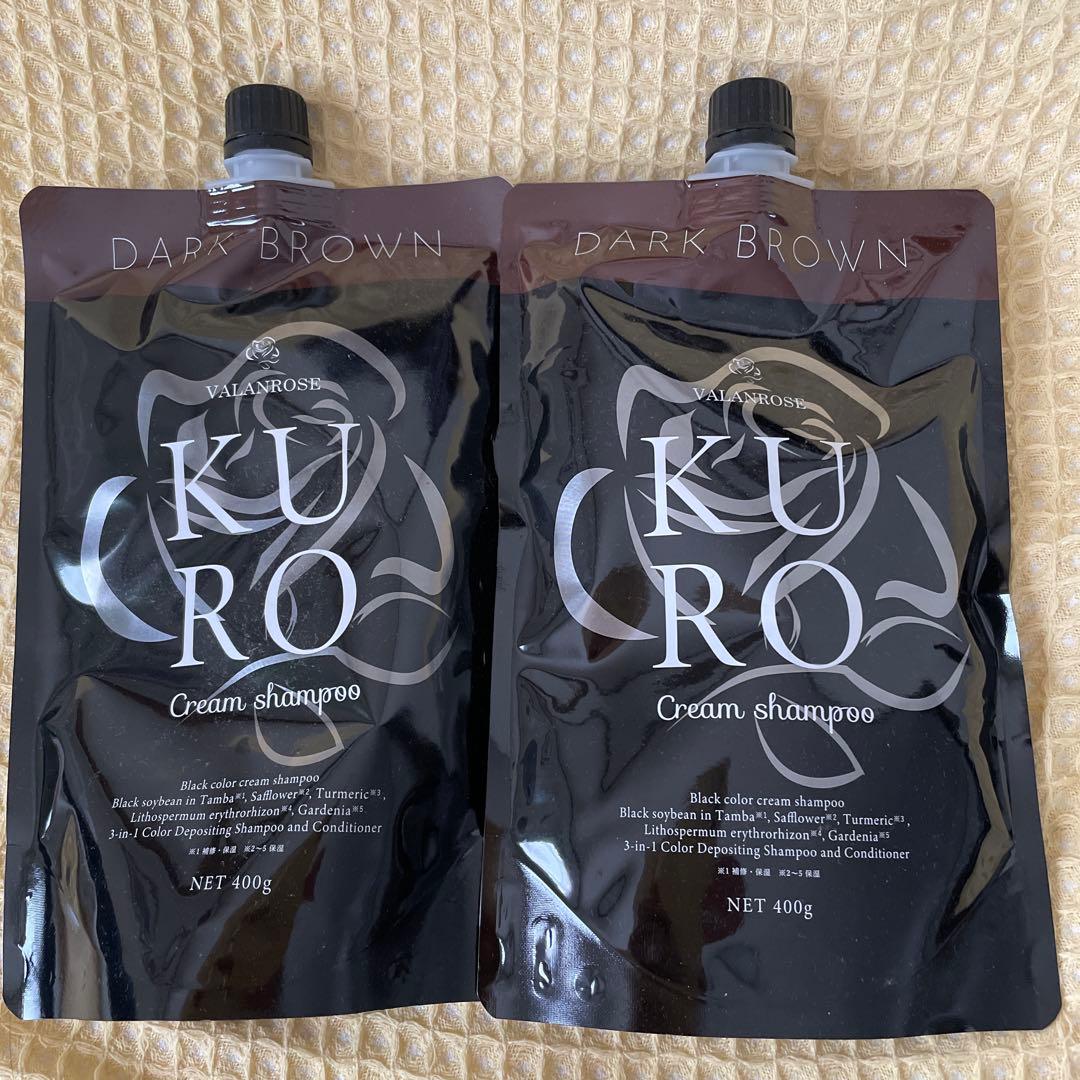 DARK BROWN
VALANROSE
KU
RO
Cream shampoo
Black color cream shampoo
Black soybean in Tamba※1, Safflower※2, Turmeric※3,
Lithospermum erythrorhizon※4, Gardenia※5
3-in-1 Color Depositing Shampoo and Conditioner
※1 補修・保湿 ※2～5 保湿
NET 400g
DARK BROWN
VALANROSE
KU
RO
Cream shampoo
Black color cream shampoo
Black soybean in Tamba※1, Safflower※2, Turmeric※3,
Lithospermum erythrorhizon※4, Gardenia※5
3-in-1 Color Depositing Shampoo and Conditioner
※1 補修・保湿 ※2～5 保湿
NET 400g